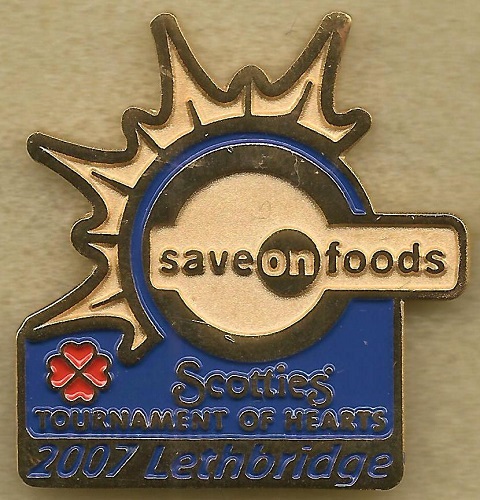 saveonfoods
Scotties'
TOURNAMENT OF HEARTS
2007 Lethbridge